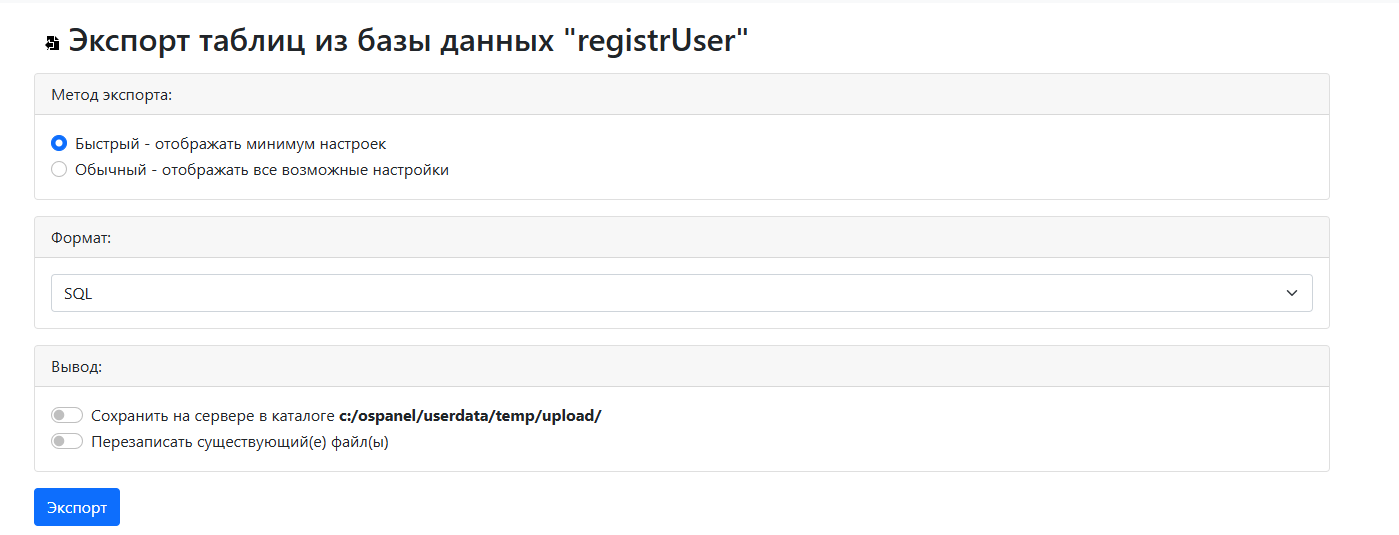 Экспорт таблиц из базы данных "registrUser"
Метод экспорта:
Быстрый - отображать минимум настроек
Обычный - отображать все возможные настройки
Формат:
SQL
Вывод:
Сохранить на сервере в каталоге c:/ospanel/userdata/temp/upload/
Перезаписать существующий(е) файл(ы)
Экспорт